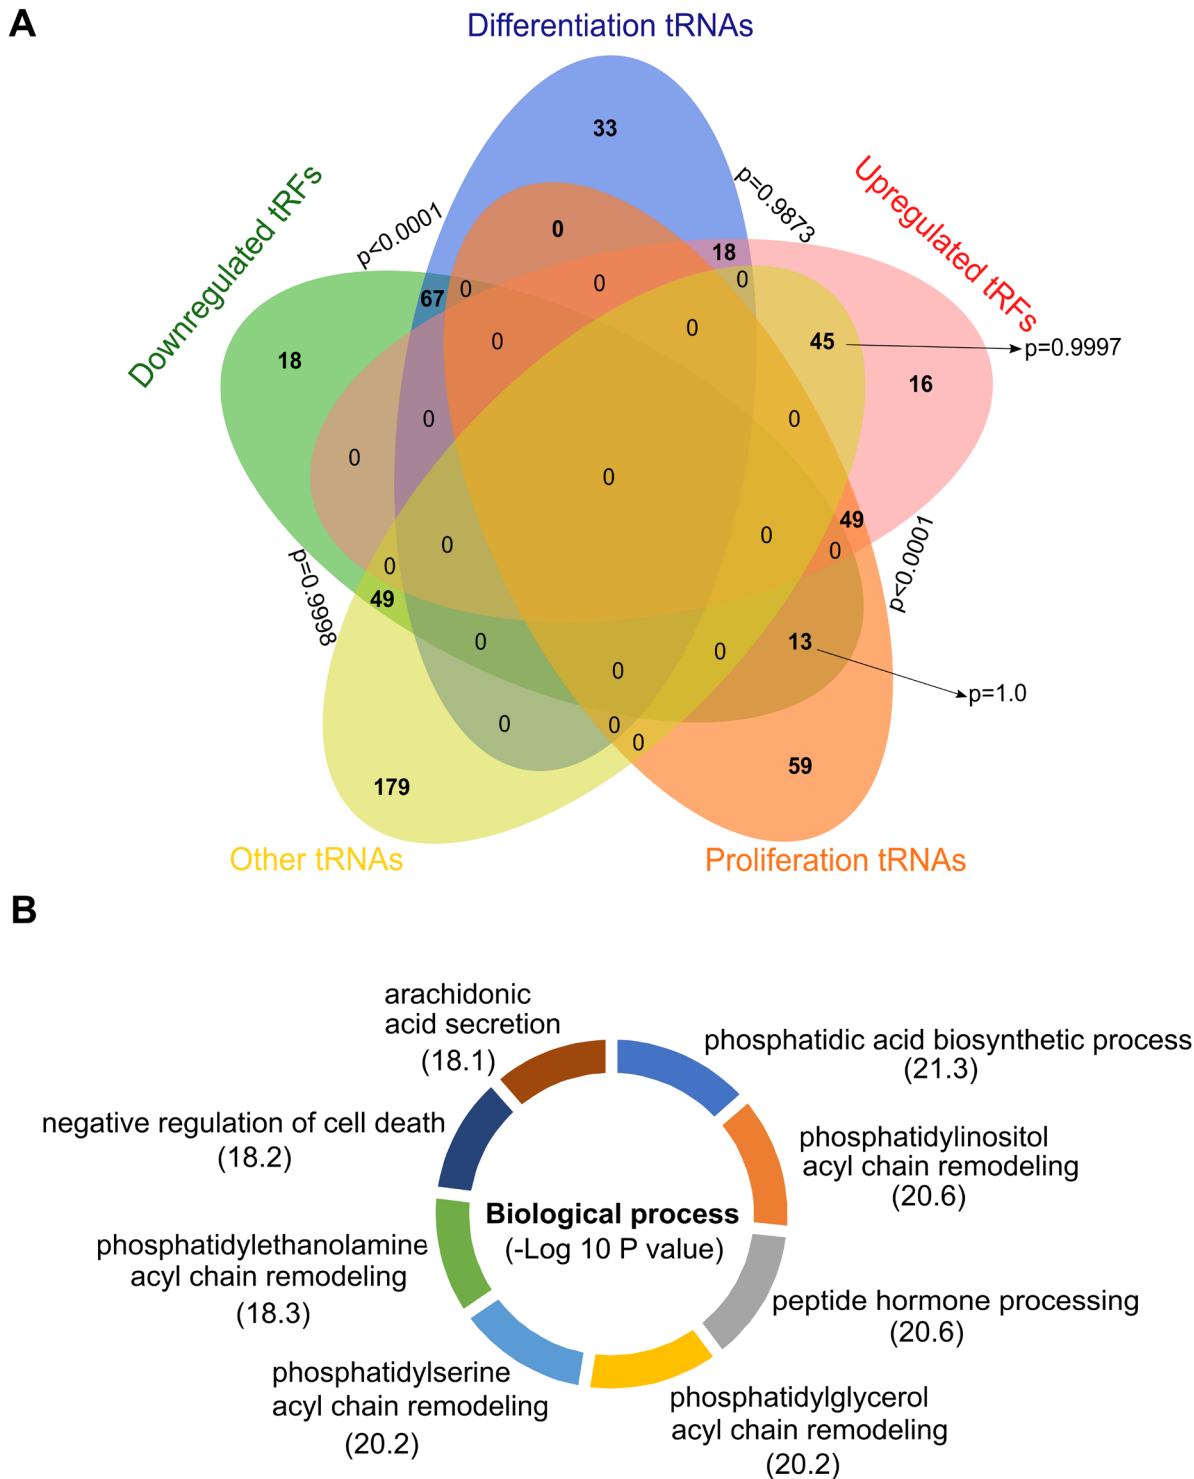 A
Differentiation tRNAs
33
Downregulated tRFs
p<0.0001
p=0.9873
Upregulated tRFs
0
18
67
0
0
0
18
0
0
45
p=0.9997
16
0
0
0
0
49
0
0
0
0
49
p=0.9998
p<0.0001
0
0
0
13
p=1.0
0
0
0
179
59
Other tRNAs
Proliferation tRNAs
B
arachidonic
acid secretion
(18.1)
phosphatidic acid biosynthetic process
(21.3)
negative regulation of cell death
(18.2)
phosphatidylinositol
acyl chain remodeling
(20.6)
Biological process
(-Log 10 P value)
phosphatidylethanolamine
acyl chain remodeling
(18.3)
peptide hormone processing
(20.6)
phosphatidylserine
acyl chain remodeling
(20.2)
phosphatidylglycerol
acyl chain remodeling
(20.2)